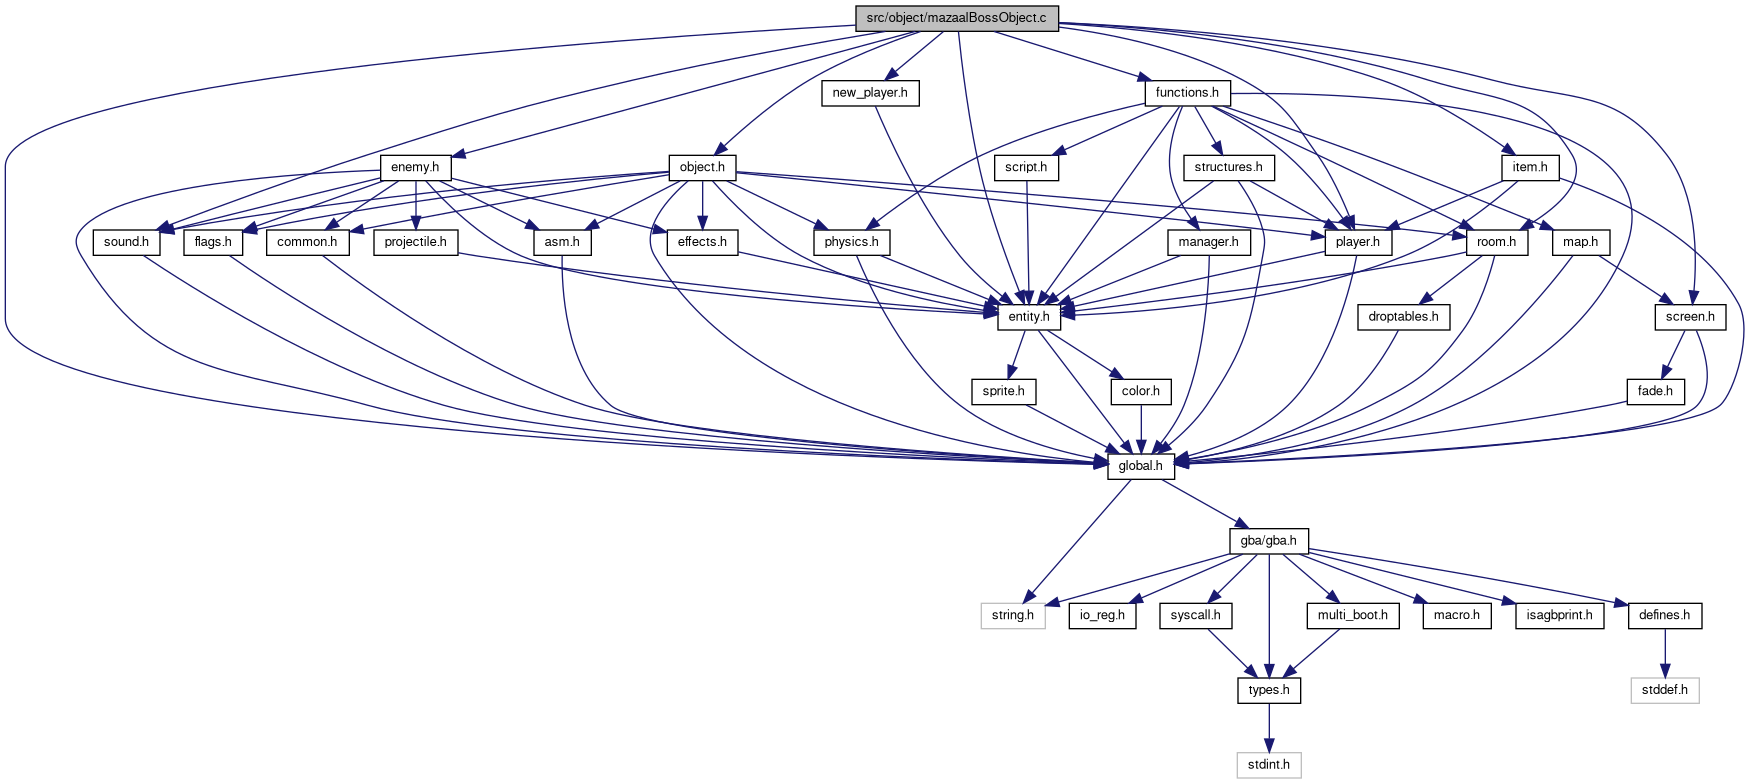 src/object/mazaalBossObject.c
new_player.h
functions.h
enemy.h
object.h
script.h
structures.h
item.h
sound.h
flags.h
common.h
projectile.h
asm.h
effects.h
physics.h
manager.h
player.h
room.h
map.h
entity.h
droptables.h
screen.h
sprite.h
color.h
fade.h
global.h
gba/gba.h
string.h
io_reg.h
syscall.h
multi_boot.h
macro.h
isagbprint.h
defines.h
types.h
stddef.h
stdint.h